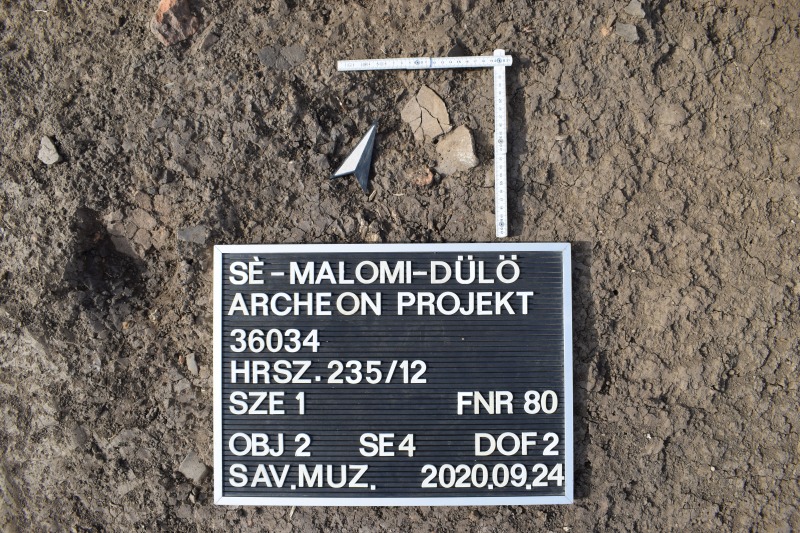 SÈ-MALOMI-DÜLÖ
ARCHEON PROJEKT
36034
HRSZ.235/12
SZE 1 FNR 80
OBJ 2 SE 4 DOF 2
SAV.MUZ. 2020.09.24